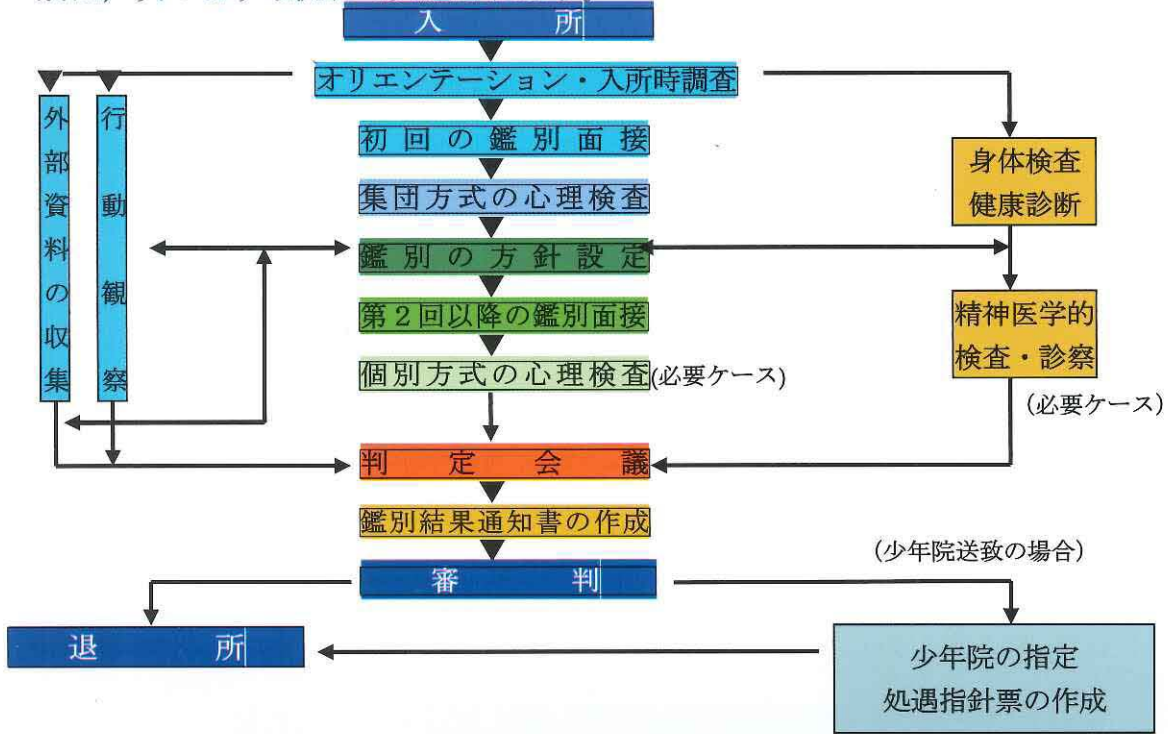 入所
オリエンテーション・入所時調査
外部資料の収集
行動観察
初回の鑑別面接
身体検査
健康診断
集団方式の心理検査
鑑別の方針設定
第2回以降の鑑別面接
精神医学的
検査・診察
個別方式の心理検査(必要ケース)
(必要ケース)
判定会議
鑑別結果通知書の作成
(少年院送致の場合)
審判
退所
少年院の指定
処遇指針票の作成